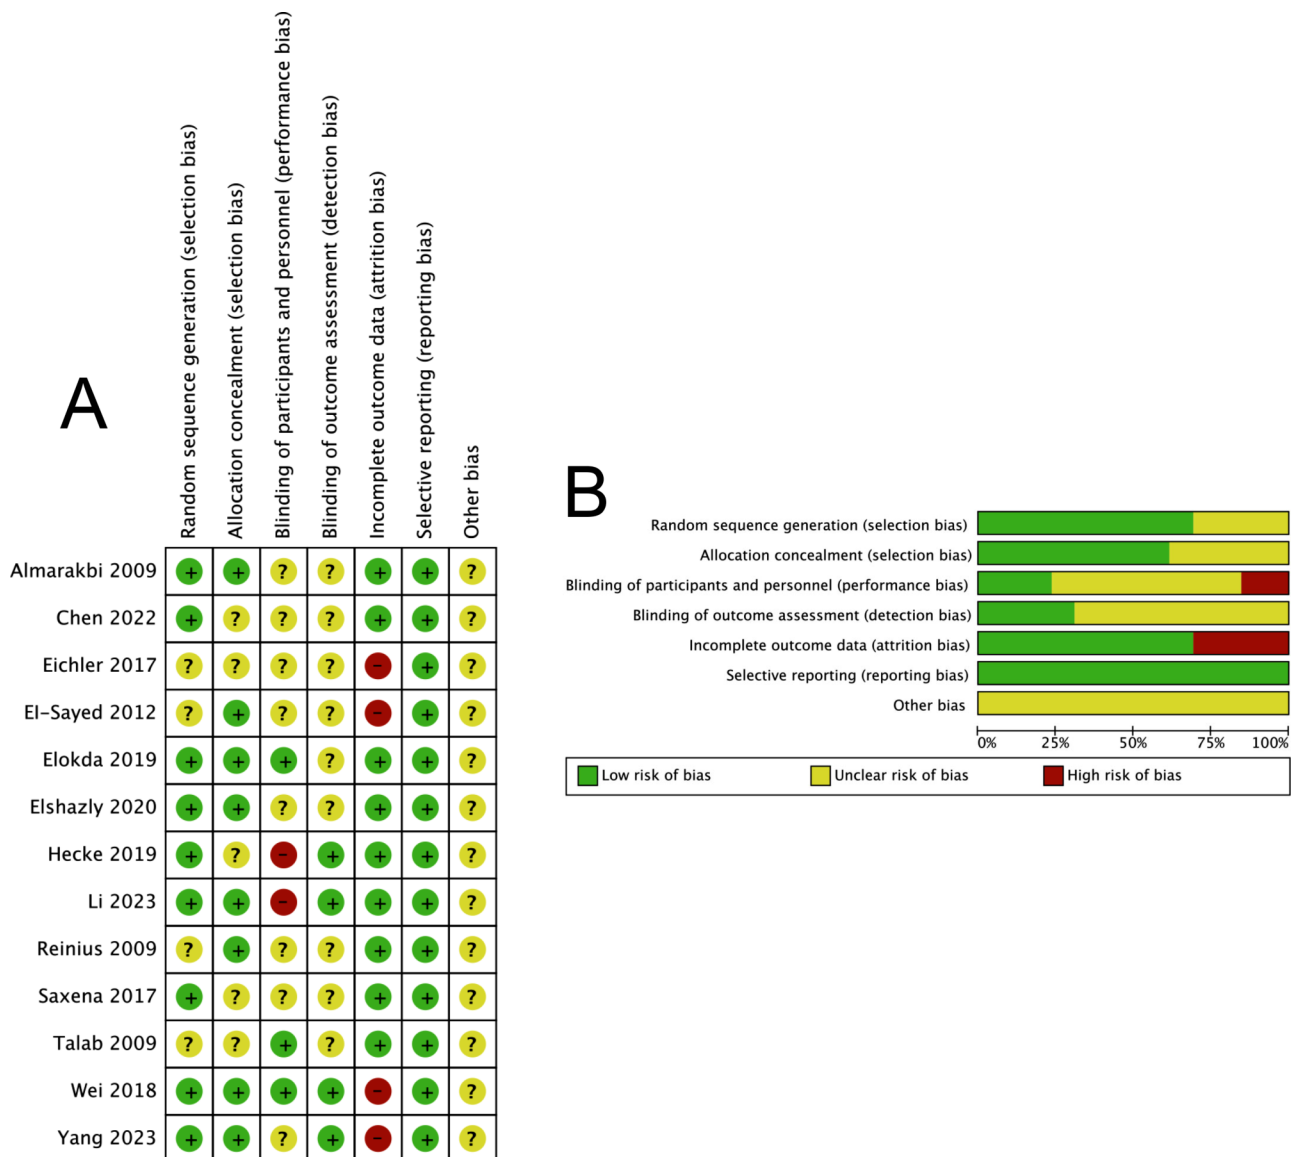 A
Random sequence generation (selection bias)
Allocation concealment (selection bias)
Blinding of participants and personnel (performance bias)
Blinding of outcome assessment (detection bias)
Incomplete outcome data (attrition bias)
Selective reporting (reporting bias)
Other bias
Almarakbi 2009 + + ? ? + + ?
Chen 2022 + ? ? ? + + ?
Eichler 2017 ? ? ? ? - + ?
El-Sayed 2012 ? + ? ? - + ?
Elokda 2019 + + + ? + + ?
Elshazly 2020 + + ? ? + + ?
Hecke 2019 + ? - + + + ?
Li 2023 + + - + + + ?
Reinius 2009 ? + ? ? + + ?
Saxena 2017 + ? ? ? + + ?
Talab 2009 ? ? + ? + + ?
Wei 2018 + + + + - + ?
Yang 2023 + + ? + - + ?
B
Random sequence generation (selection bias)
Allocation concealment (selection bias)
Blinding of participants and personnel (performance bias)
Blinding of outcome assessment (detection bias)
Incomplete outcome data (attrition bias)
Selective reporting (reporting bias)
Other bias
0% 25% 50% 75% 100%
Low risk of bias Unclear risk of bias High risk of bias